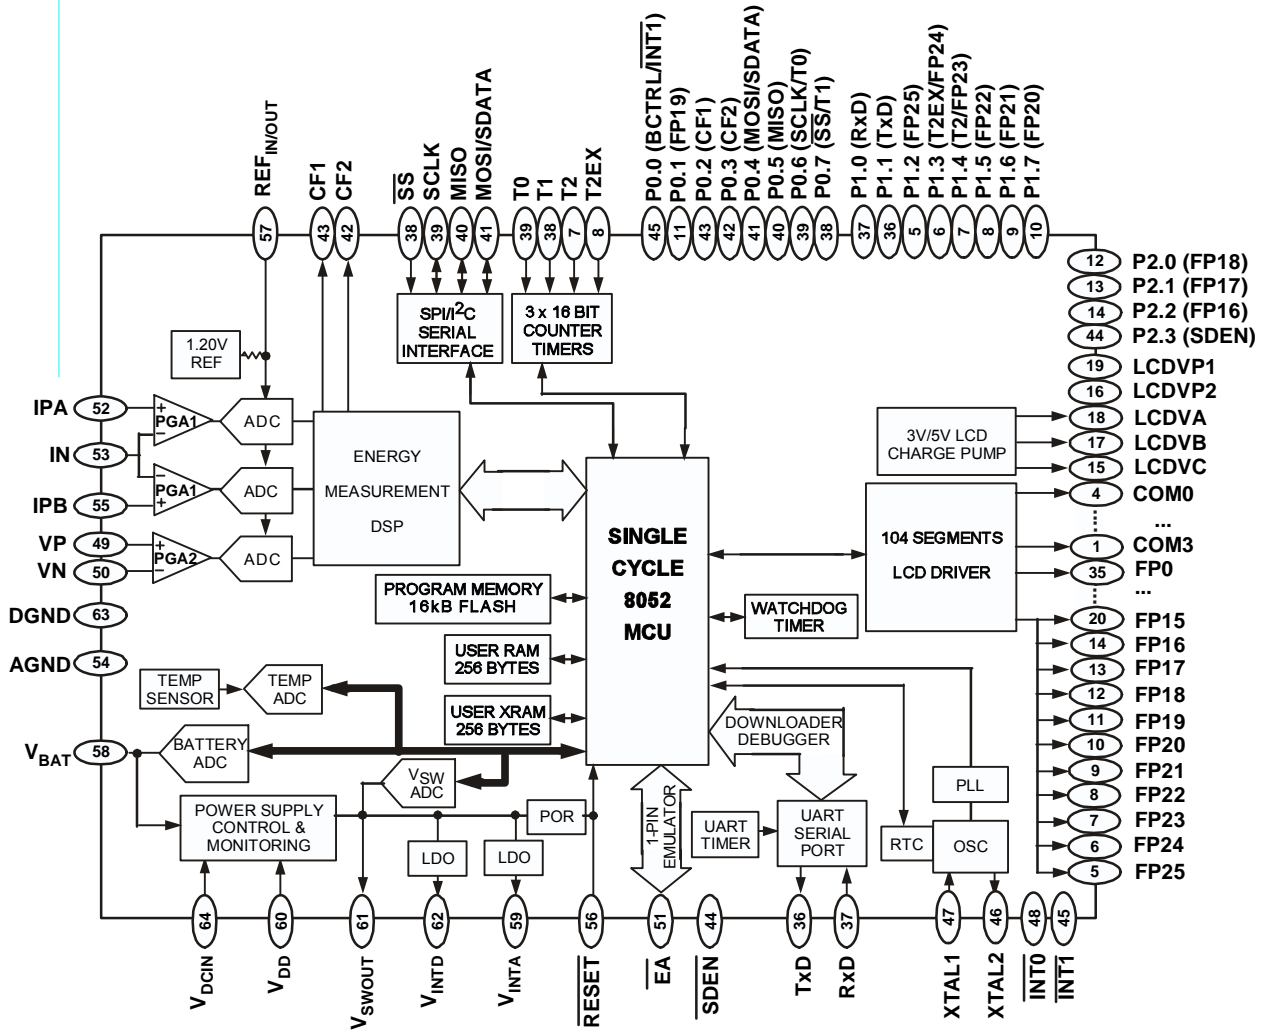 REF IN/OUT
CF1
CF2
SS
SCLK
MISO
MOSI/SDATA
T0
T1
T2
T2EX
P0.0 (BCTRL/INT1)
P0.1 (FP19)
P0.2 (CF1)
P0.3 (CF2)
P0.4 (MOSI/SDATA)
P0.5 (MISO)
P0.6 (SCLK/T0)
P0.7 (SS/T1)
P1.0 (RxD)
P1.1 (TxD)
P1.2 (FP25)
P1.3 (T2EX/FP24)
P1.4 (T2/FP23)
P1.5 (FP22)
P1.6 (FP21)
P1.7 (FP20)
57
43
42
38
39
40
41
39
38
7
8
45
11
43
42
41
40
39
38
37
36
5
6
7
8
9
10
12 P2.0 (FP18)
13 P2.1 (FP17)
14 P2.2 (FP16)
44 P2.3 (SDEN)
19 LCDVP1
16 LCDVP2
18 LCDVA
17 LCDVB
15 LCDVC
4 COM0
...
1 COM3
35 FP0
...
20 FP15
14 FP16
13 FP17
12 FP18
11 FP19
10 FP20
9 FP21
8 FP22
7 FP23
6 FP24
5 FP25
SPI/I2C
SERIAL
INTERFACE
3 x 16 BIT
COUNTER
TIMERS
1.20V
REF
IPA 52
IN 53
IPB 55
VP 49
VN 50
DGND 63
AGND 54
VBAT 58
+
PGA1
−
ADC
−
PGA1
+
ADC
+
PGA2
−
ADC
ENERGY
MEASUREMENT
DSP
3V/5V LCD
CHARGE PUMP
104 SEGMENTS
LCD DRIVER
SINGLE
CYCLE
8052
MCU
PROGRAM MEMORY
16kB FLASH
USER RAM
256 BYTES
USER XRAM
256 BYTES
WATCHDOG
TIMER
TEMP
SENSOR
TEMP
ADC
BATTERY
ADC
VSW
ADC
DOWNLOADER
DEBUGGER
POWER SUPPLY
CONTROL &
MONITORING
LDO
LDO
POR
1-PIN
EMULATOR
UART
TIMER
UART
SERIAL
PORT
PLL
RTC
OSC
64
60
61
62
59
56
51
44
36
37
47
46
48
45
VDCIN
VDD
VSWOUT
VINTD
VINTA
RESET
EA
SDEN
TxD
RxD
XTAL1
XTAL2
INT0
INT1